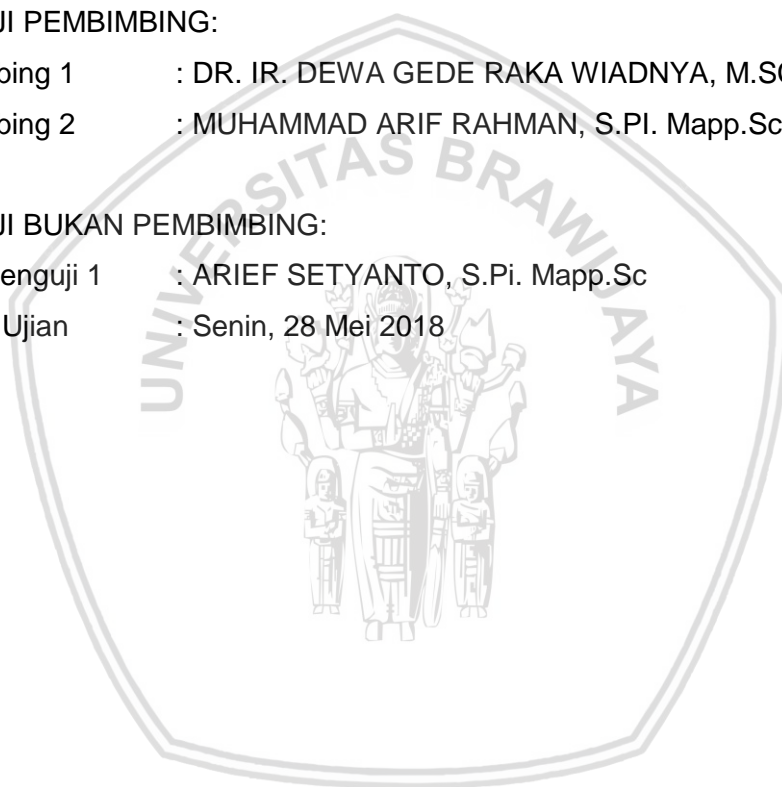 JI PEMBIMBING:
bing 1 : DR. IR. DEWA GEDE RAKA WIADNYA, M.SC
bing 2 : MUHAMMAD ARIF RAHMAN, S.PI. Mapp.Sc
JI BUKAN PEMBIMBING:
enguji 1 : ARIEF SETYANTO, S.Pi. Mapp.Sc
Ujian : Senin, 28 Mei 2018
UNIVERSITAS BRAWIJAYA